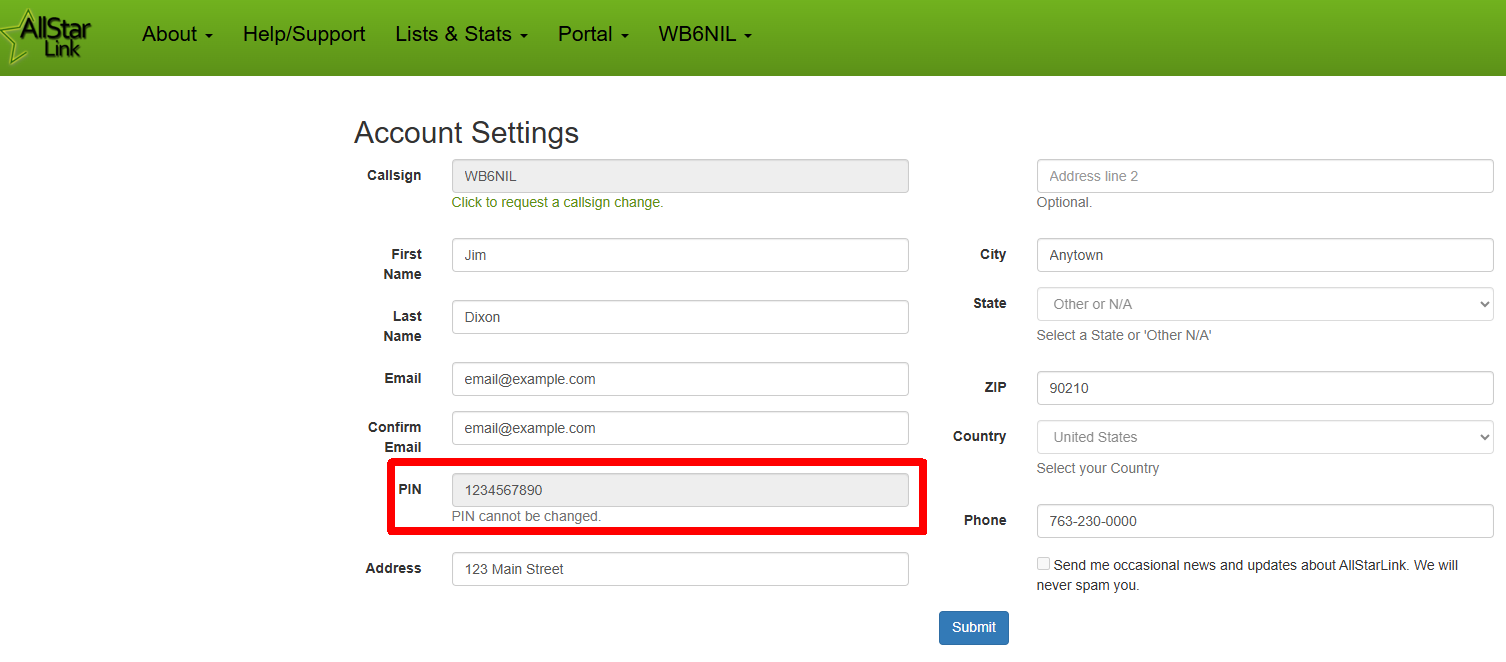 AllStar
Link
About
Help/Support
Lists & Stats
Portal
WB6NIL
Account Settings
Callsign
WB6NIL
Click to request a callsign change.
First
Name
Jim
Last
Name
Dixon
Email
email@example.com
Confirm
Email
email@example.com
PIN
1234567890
PIN cannot be changed.
Address
123 Main Street
Address line 2
Optional.
City
Anytown
State
Other or N/A
Select a State or 'Other N/A'
ZIP
90210
Country
United States
Select your Country
Phone
763-230-0000
Send me occasional news and updates about AllStarLink. We will
never spam you.
Submit